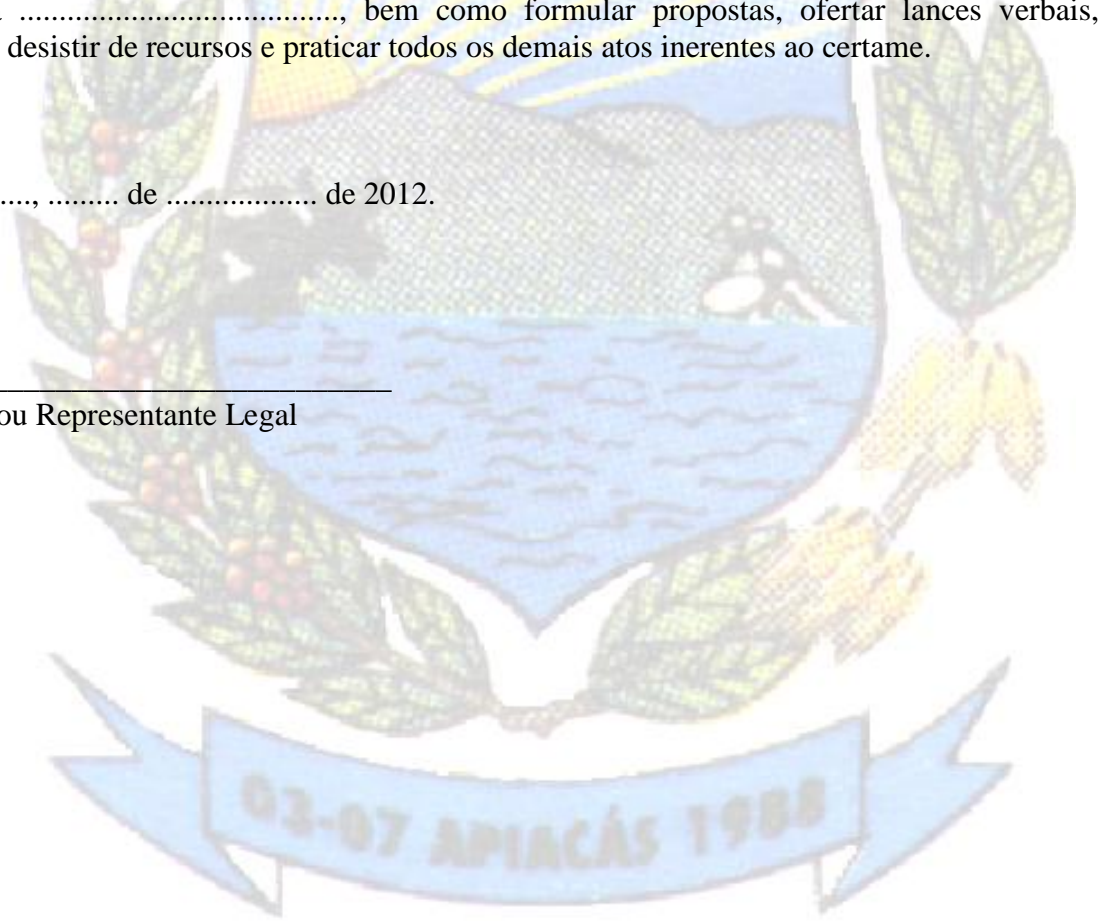 ..................................., bem como formular propostas, ofertar lances verbais,
desistir de recursos e praticar todos os demais atos inerentes ao certame.
...., ......... de ................... de 2012.
ou Representante Legal
03-07 APIACÁS 1988